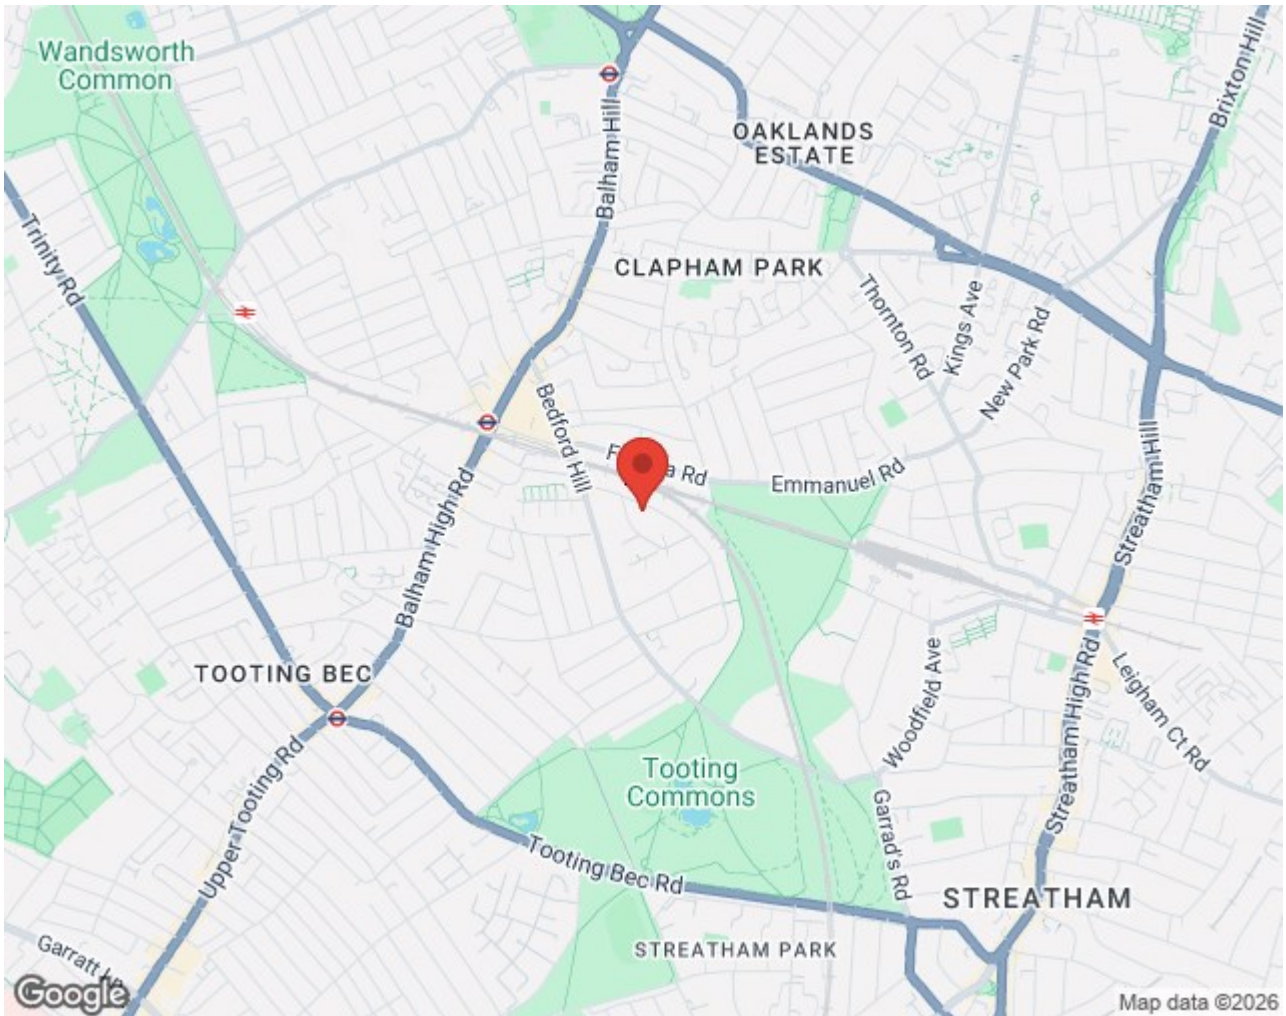 Wandsworth
Common
Brixton Hill
OAKLANDS
ESTATE
Balham Hill
Trinity Rd
CLAPHAM PARK
Thornton Rd
Kings Ave
New Park Rd
Bedford Hill
Rd
Emmanuel Rd
Streatham Hill
Balham High Rd
TOOTING BEC
Woodfield Ave
Streatham High Rd
Leigham Ct Rd
Upper Tooting Rd
Tooting
Commons
Garrad's Rd
Tooting Bec Rd
STREATHAM
STREATHAM PARK
Garratt Ln
Google
Map data ©2026